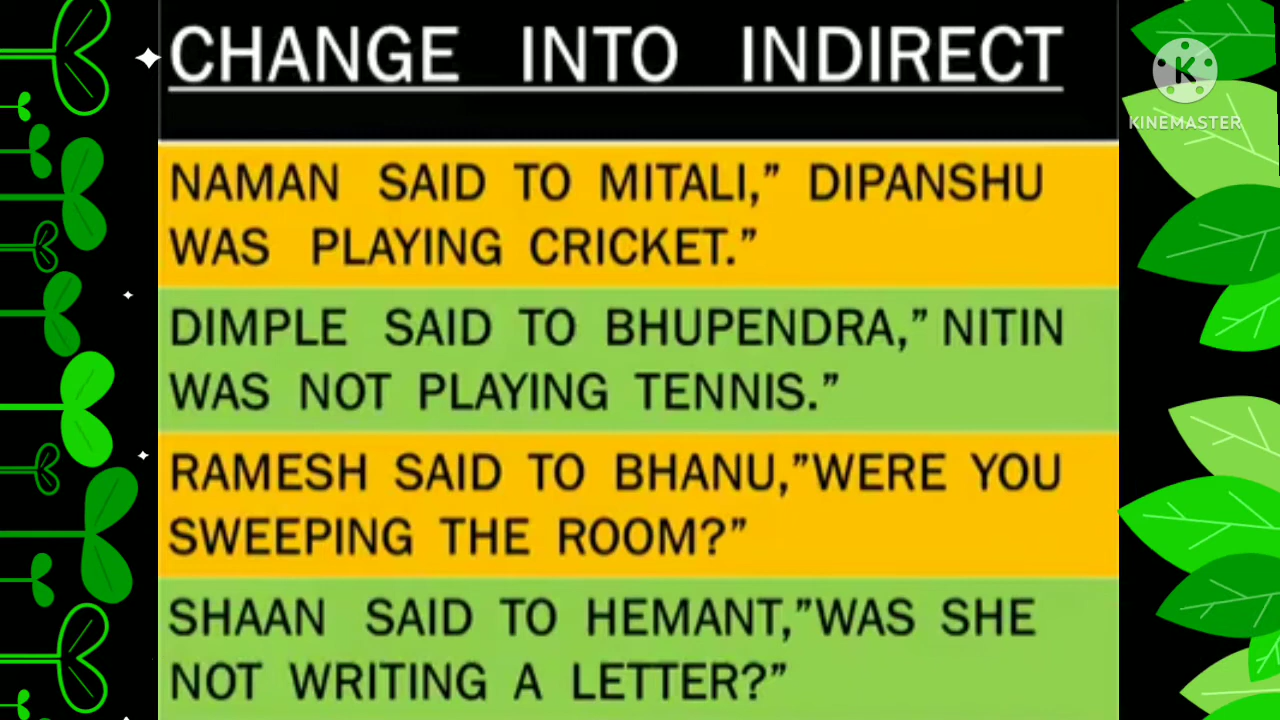 CHANGE INTO INDIRECT
K
KINEMASTER
NAMAN SAID TO MITALI,” DIPANSHU
WAS PLAYING CRICKET.”
DIMPLE SAID TO BHUPENDRA,” NITIN
WAS NOT PLAYING TENNIS.”
RAMESH SAID TO BHANU,”WERE YOU
SWEEPING THE ROOM?”
SHAAN SAID TO HEMANT,”WAS SHE
NOT WRITING A LETTER?”